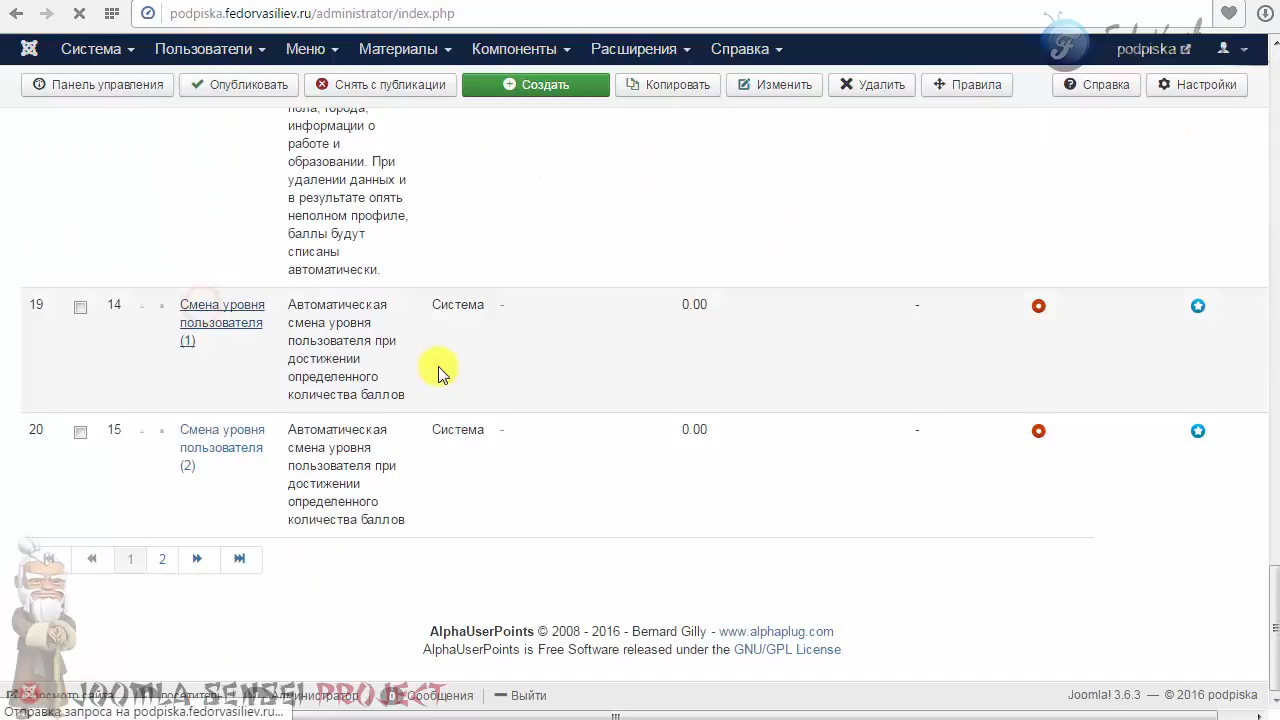 podpiska.fedorvasiliev.ru/administrator/index.php
Система Пользователи Меню Материалы Компоненты Расширения Справка podpiska
Панель управления Опубликовать Снять с публикации Создать Копировать Изменить Удалить Правила Справка Настройки
пола, города,
информации о
работе и
образовании. При
удалении данных и
в результате опять
неполном профиле,
баллы будут
списаны
автоматически.
19 14 Смена уровня Автоматическая Система - 0.00 -
пользователя смена уровня
(1) пользователя при
достижении
определенного
количества баллов
20 15 Смена уровня Автоматическая Система - 0.00 -
пользователя смена уровня
(2) пользователя при
достижении
определенного
количества баллов
1 2
AlphaUserPoints © 2008 - 2016 - Bernard Gilly - www.alphaplug.com
AlphaUserPoints is Free Software released under the GNU/GPL License
JOOMLA-SENSEI PROJECT
Просмотр сайта посетитель Администратор Сообщения Выйти Joomla! 3.6.3 — © 2016 podpiska
Отправка запроса на podpiska.fedorvasiliev.ru...